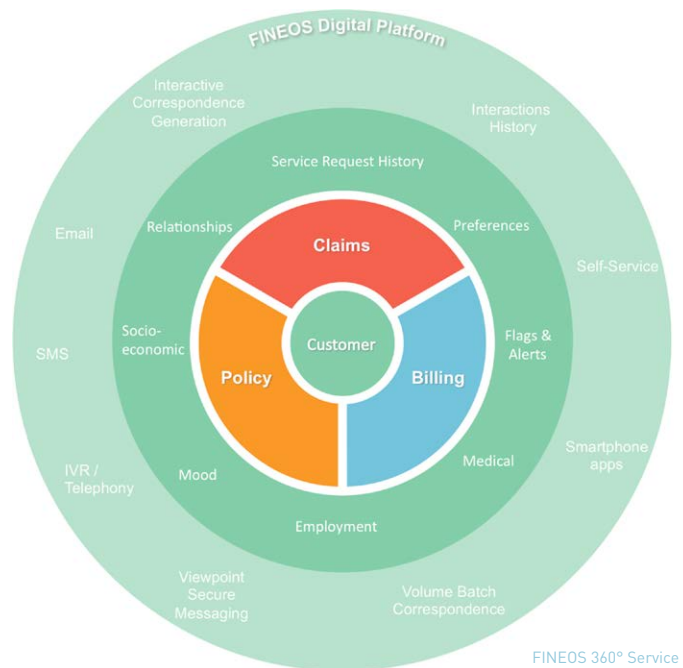 FINEOS Digital Platform
Interactive
Correspondence
Generation
Interactions
History
Service Request History
Relationships
Preferences
Claims
Email
Self-Service
Socio-
economic
Customer
Flags &
Alerts
SMS
Policy
Billing
Smartphone
apps
Medical
IVR /
Telephony
Mood
Employment
Viewpoint
Secure
Messaging
Volume Batch
Correspondence
FINEOS 360° Service